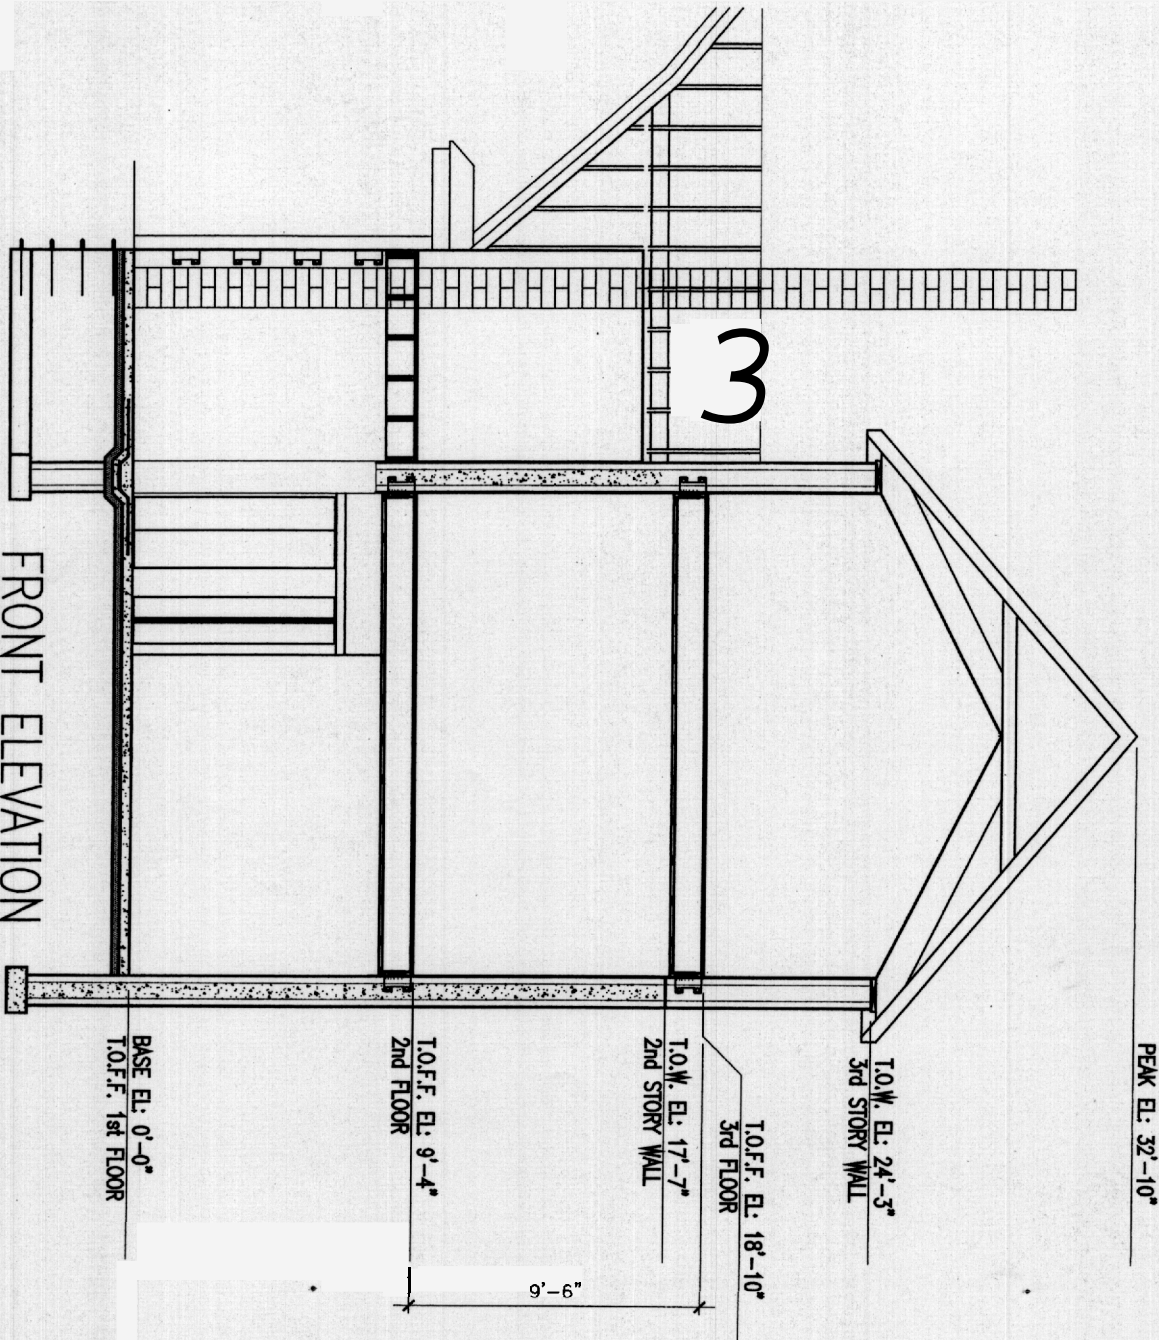 3
FRONT ELEVATION
PEAK EL: 32'-10"
T.O.W. EL: 24'-3"
3rd STORY WALL
T.O.F.F. EL: 18'-10"
3rd FLOOR
T.O.W. EL: 17'-7"
2nd STORY WALL
T.O.F.F. EL: 9'-4"
2nd FLOOR
BASE EL: 0'-0"
T.O.F.F. 1st FLOOR
9'-6"